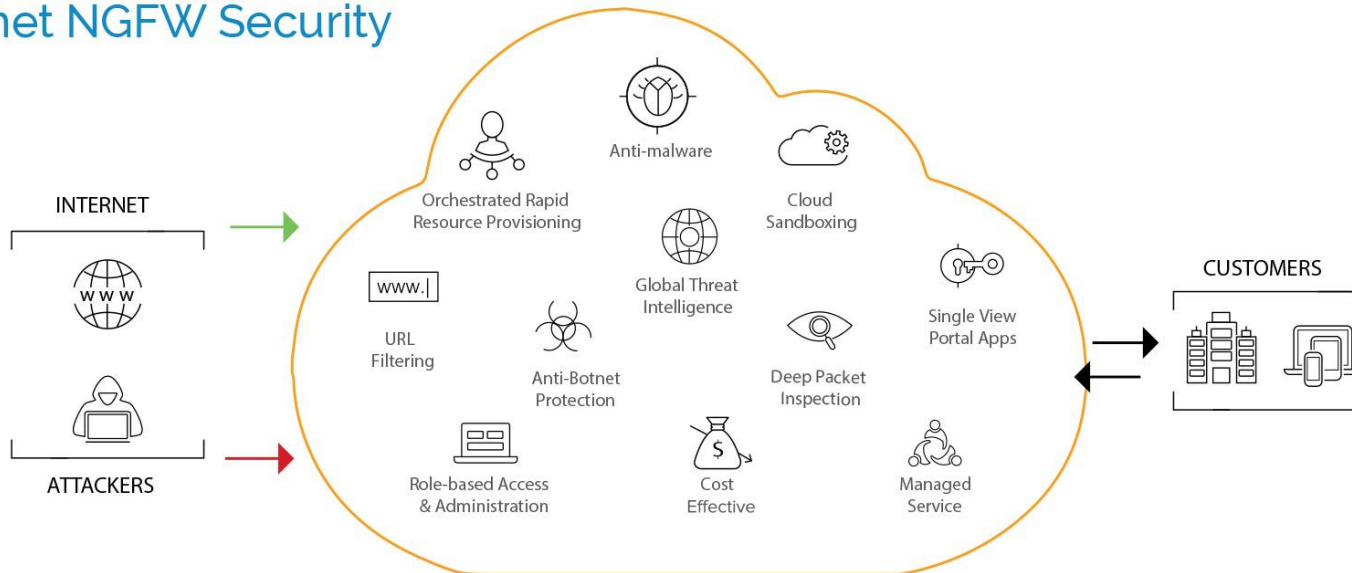 net NGFW Security
INTERNET
www
ATTACKERS
Anti-malware
Orchestrated Rapid
Resource Provisioning
Cloud
Sandboxing
Global Threat
Intelligence
www.|
URL
Filtering
Anti-Botnet
Protection
Deep Packet
Inspection
Single View
Portal Apps
Role-based Access
& Administration
$
Cost
Effective
Managed
Service
CUSTOMERS